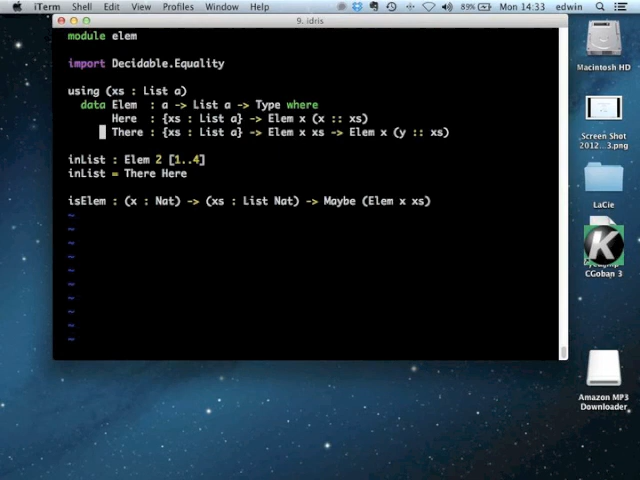 iTerm Shell Edit View Profiles Window Help 89% Mon 14:33 edwin
9. idris
module elem
import Decidable.Equality
using (xs : List a)
data Elem : a -> List a -> Type where
Here : {xs : List a} -> Elem x (x :: xs)
There : {xs : List a} -> Elem x xs -> Elem x (y :: xs)
inList : Elem 2 [1..4]
inList = There Here
isElem : (x : Nat) -> (xs : List Nat) -> Maybe (Elem x xs)
~
~
~
~
~
~
~
~
~
~
Macintosh HD
Screen Shot
2012...3.png
LaCie
K
CGoban 3
Amazon MP3
Downloader